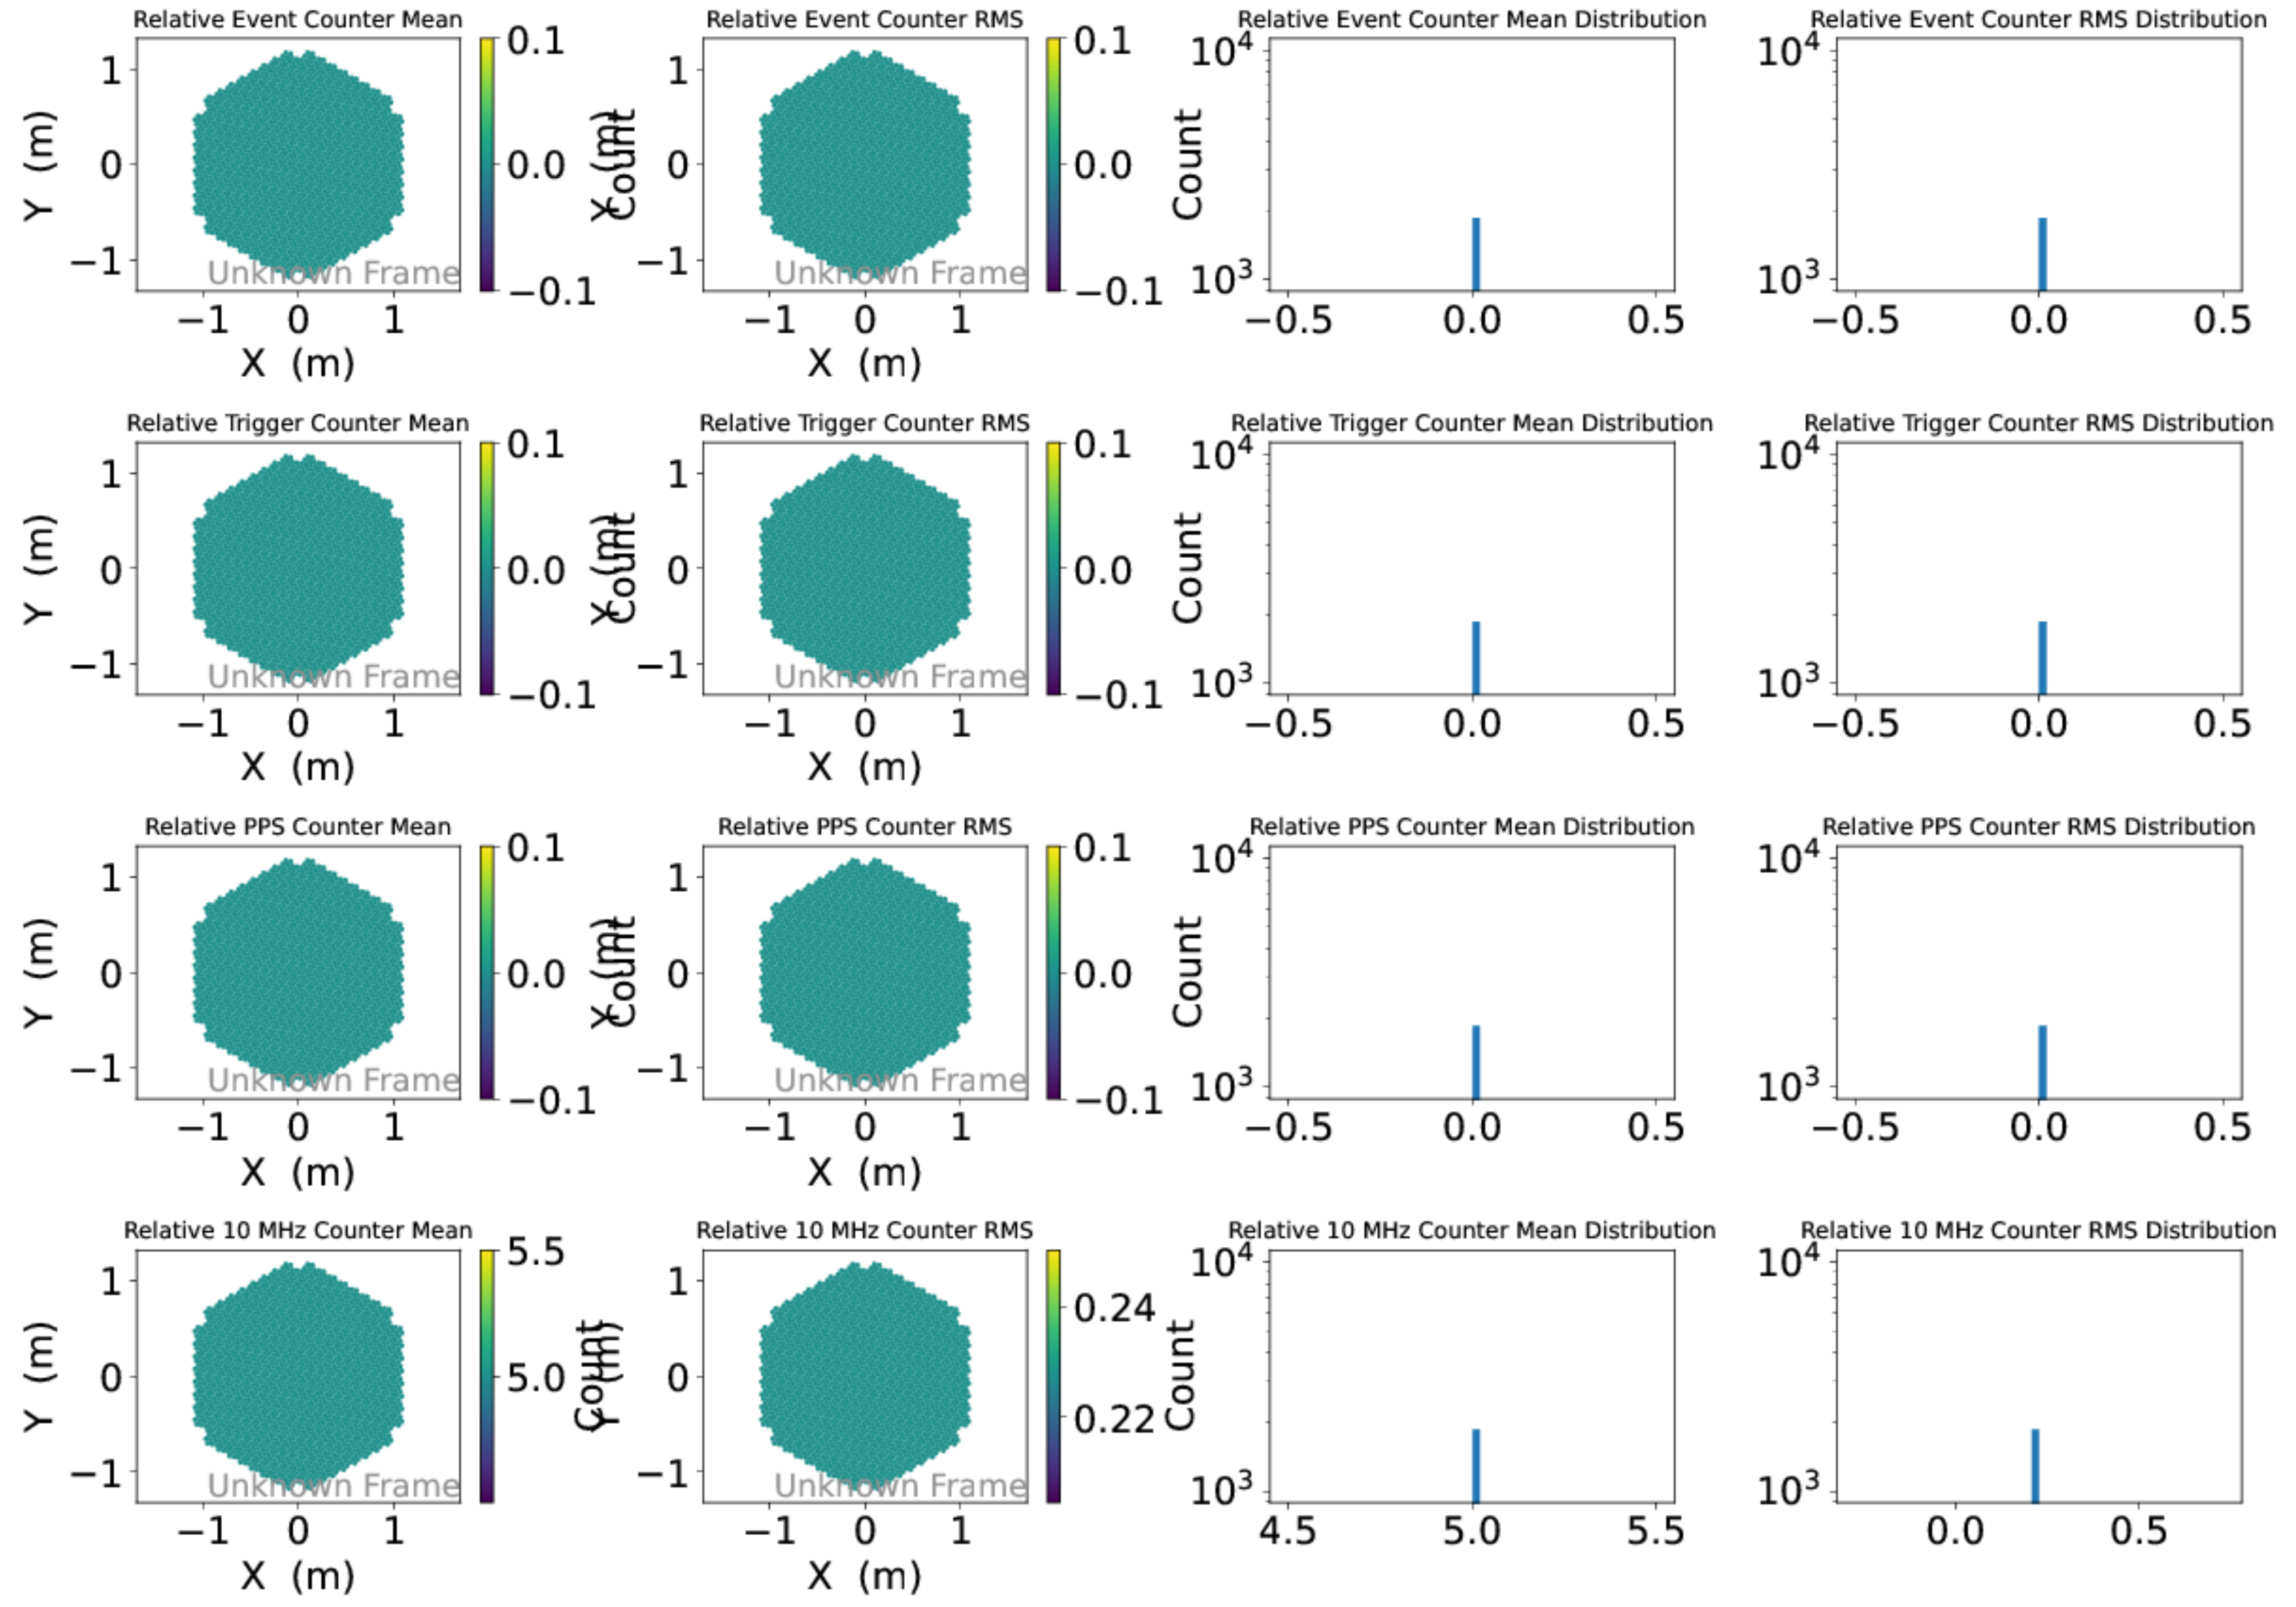 Relative Event Counter Mean
Relative Event Counter RMS
Relative Event Counter Mean Distribution
Relative Event Counter RMS Distribution
Y (m)
1
0
−1
Unknown Frame
−1 0 1
X (m)
0.1
0.0
−0.1
Count
Y (m)
1
0
−1
Unknown Frame
−1 0 1
X (m)
0.1
0.0
−0.1
Count
10⁴
10³
−0.5 0.0 0.5
10⁴
10³
−0.5 0.0 0.5
Relative Trigger Counter Mean
Relative Trigger Counter RMS
Relative Trigger Counter Mean Distribution
Relative Trigger Counter RMS Distribution
Y (m)
1
0
−1
Unknown Frame
−1 0 1
X (m)
0.1
0.0
−0.1
Count
Y (m)
1
0
−1
Unknown Frame
−1 0 1
X (m)
0.1
0.0
−0.1
Count
10⁴
10³
−0.5 0.0 0.5
10⁴
10³
−0.5 0.0 0.5
Relative PPS Counter Mean
Relative PPS Counter RMS
Relative PPS Counter Mean Distribution
Relative PPS Counter RMS Distribution
Y (m)
1
0
−1
Unknown Frame
−1 0 1
X (m)
0.1
0.0
−0.1
Count
Y (m)
1
0
−1
Unknown Frame
−1 0 1
X (m)
0.1
0.0
−0.1
Count
10⁴
10³
−0.5 0.0 0.5
10⁴
10³
−0.5 0.0 0.5
Relative 10 MHz Counter Mean
Relative 10 MHz Counter RMS
Relative 10 MHz Counter Mean Distribution
Relative 10 MHz Counter RMS Distribution
Y (m)
1
0
−1
Unknown Frame
−1 0 1
X (m)
5.5
5.0
Count
Y (m)
1
0
−1
Unknown Frame
−1 0 1
X (m)
0.24
0.22
Count
10⁴
10³
4.5 5.0 5.5
10⁴
10³
0.0 0.5